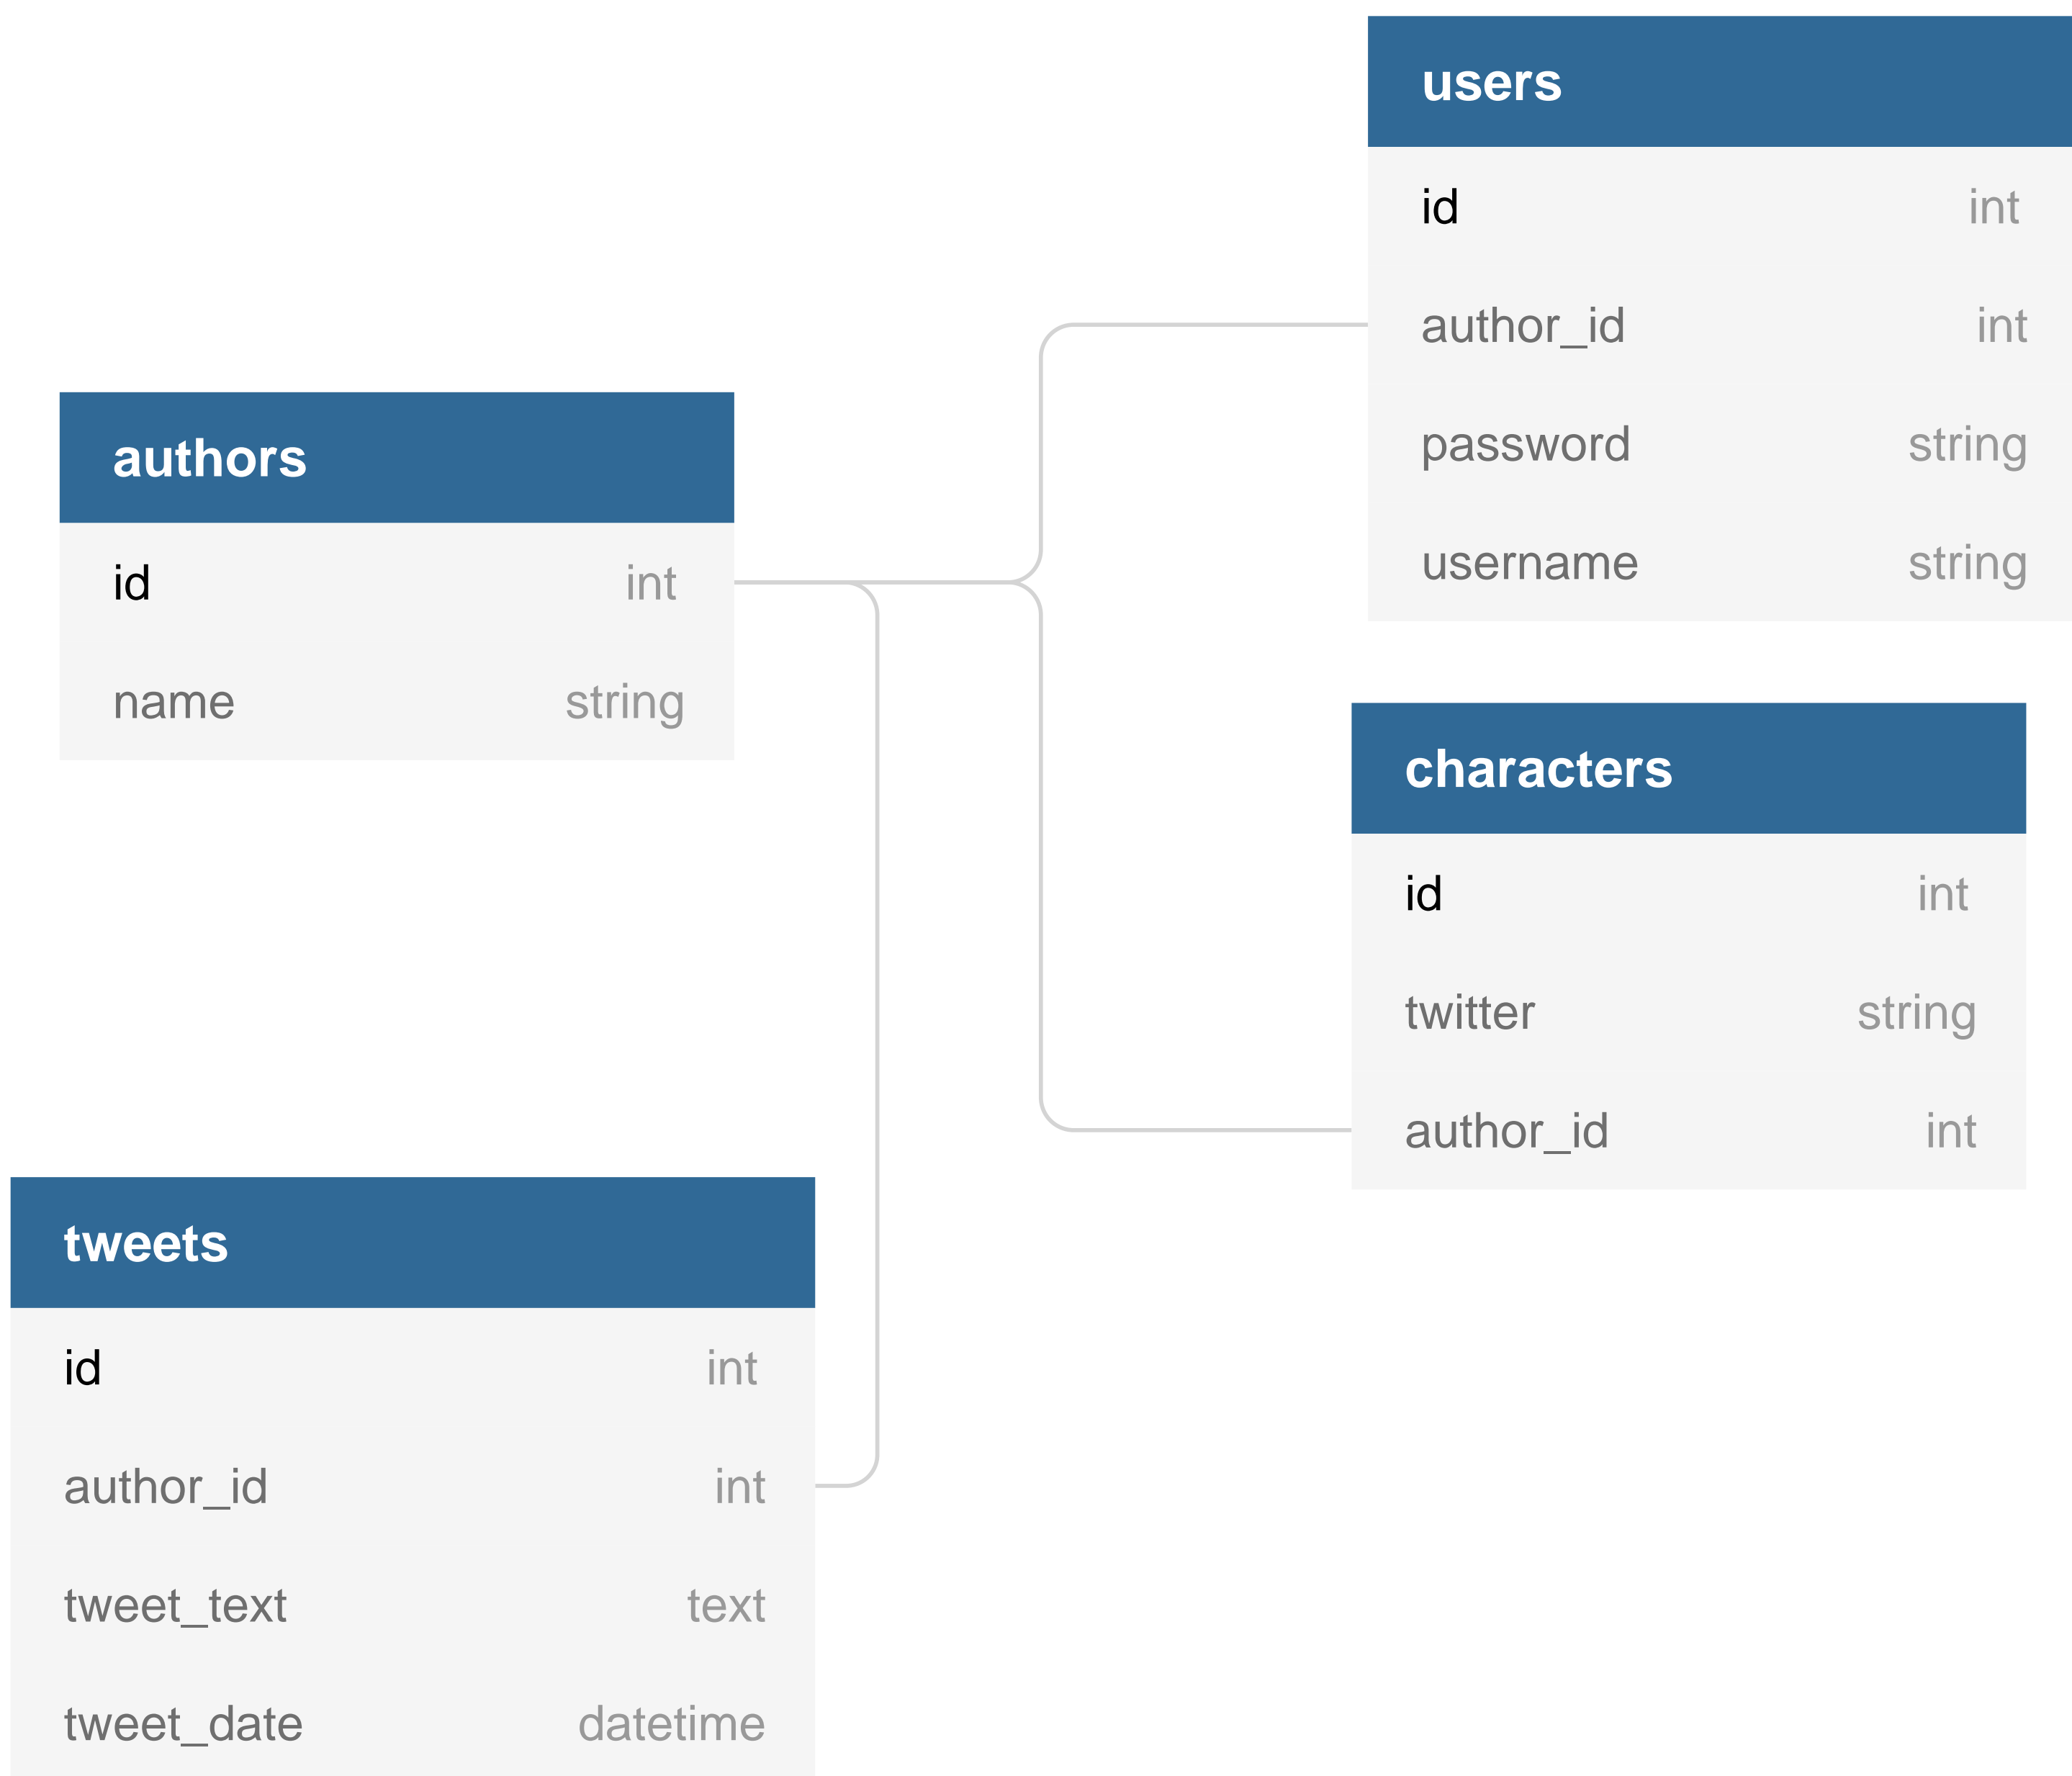 users
id int
author_id int
password string
username string
authors
id int
name string
characters
id int
twitter string
author_id int
tweets
id int
author_id int
tweet_text text
tweet_date datetime